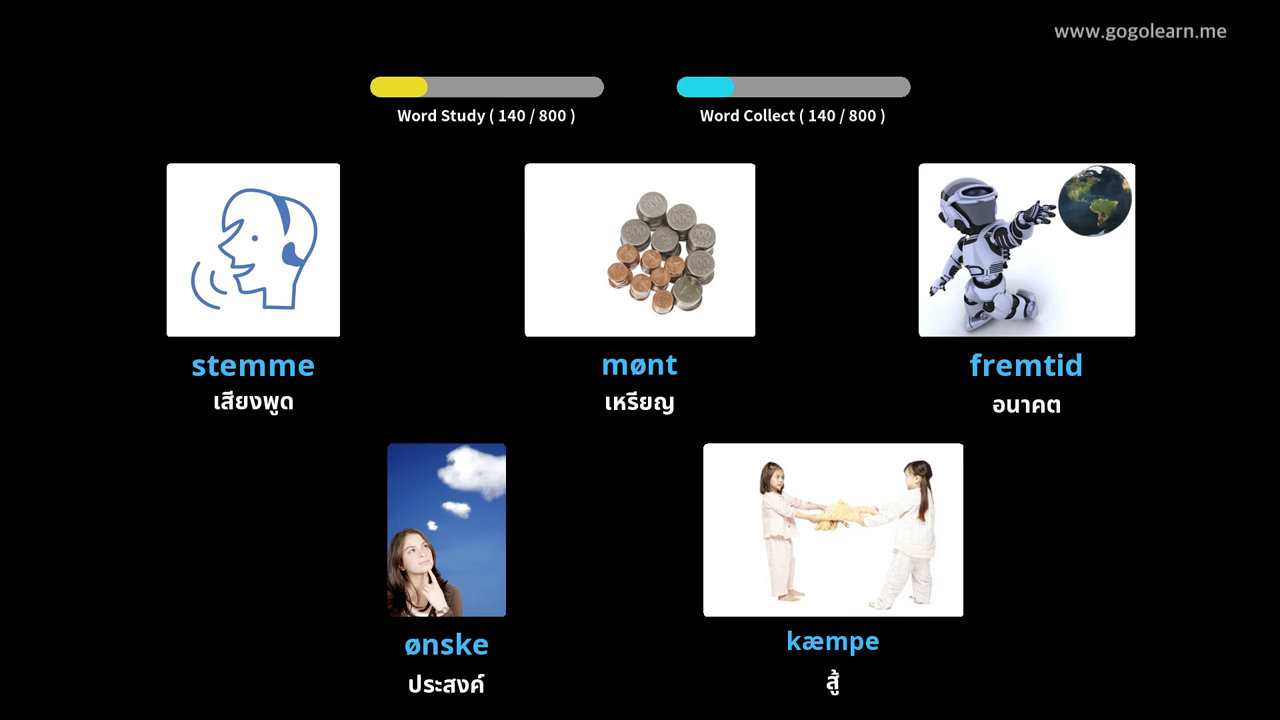 www.gogolearn.me
Word Study ( 140 / 800 )
Word Collect ( 140 / 800 )
stemme
เสียงพูด
mønt
เหรียญ
fremtid
อนาคต
ønske
ประสงค์
kæmpe
สู้